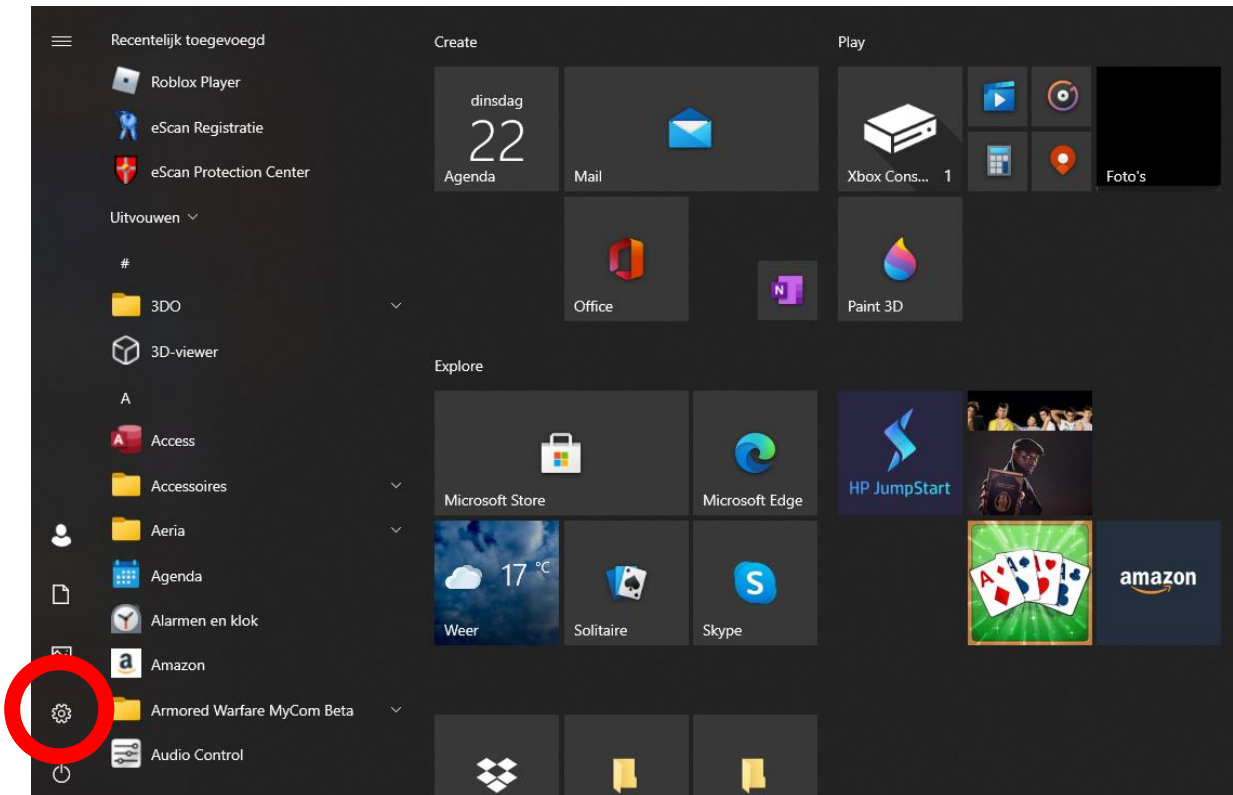 Recentelijk toegevoegd
Roblox Player
eScan Registratie
eScan Protection Center
Uitvouwen
#
3DO
3D-viewer
A
Access
Accessoires
Aeria
Agenda
Alarmen en klok
Amazon
Armored Warfare MyCom Beta
Audio Control
Create
dinsdag
22
Agenda
Mail
Office
Explore
Microsoft Store
Microsoft Edge
17 °C
Weer
Solitaire
Skype
Play
Xbox Cons... 1
Foto's
Paint 3D
HP JumpStart
amazon